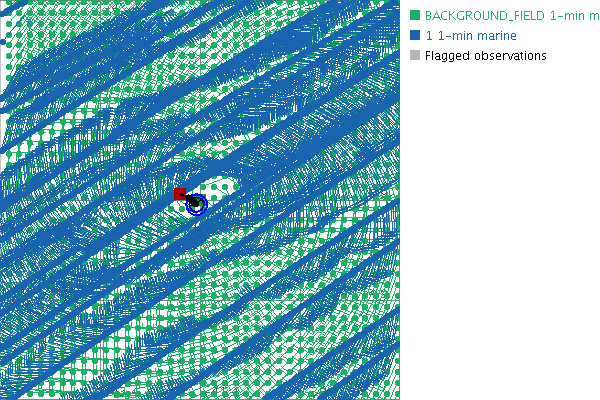 BACKGROUND_FIELD 1-min m
1 1-min marine
Flagged observations